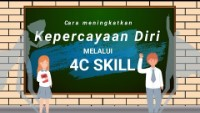 Cara meningkatkan
Kepercayaan Diri
MELALUI
4C SKILL